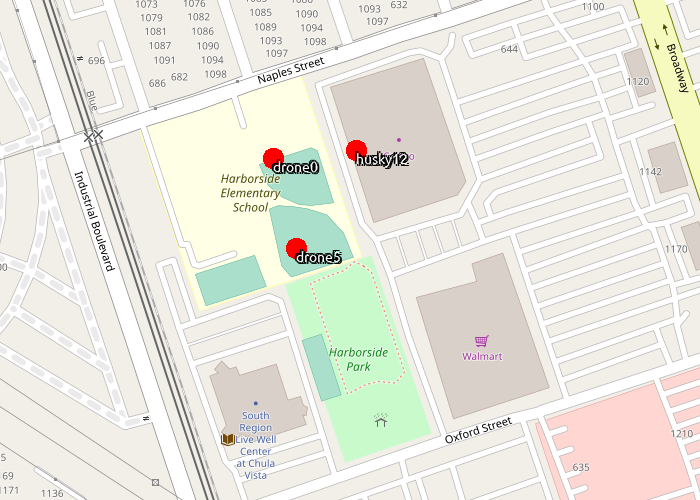 1073
1079
1081
1087
1091
1076
1082
1086
1090
1094
1098
1085
1089
1093
1097
1090
1094
1098
1093
1097
632
1100
644
696
686
682
Naples Street
Broadway
1120
1142
1170
Blue
Industrial Boulevard
drone0
husky12
Harborside
Elementary
School
drone5
Walmart
Harborside
Park
South
Region
Live Well
Center
at Chula
Vista
Oxford Street
635
1210
00
169
1171
1136